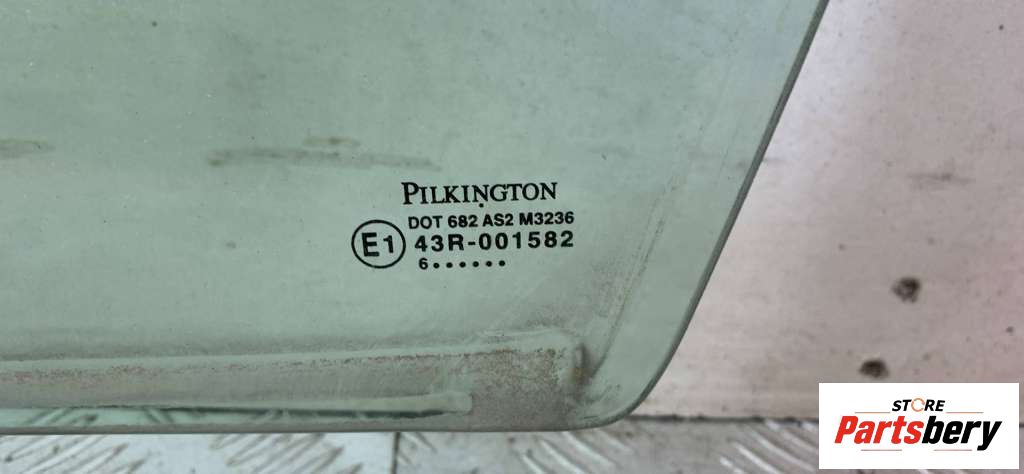 PILKINGTON
DOT 682 AS2 M3236
E1 43R-001582
6••••••
STORE
Partsbery